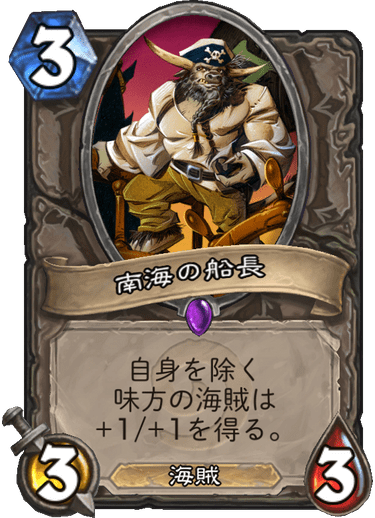 3
南海の船長
自身を除く
味方の海賊は
+1/+1を得る。
3
海賊
3